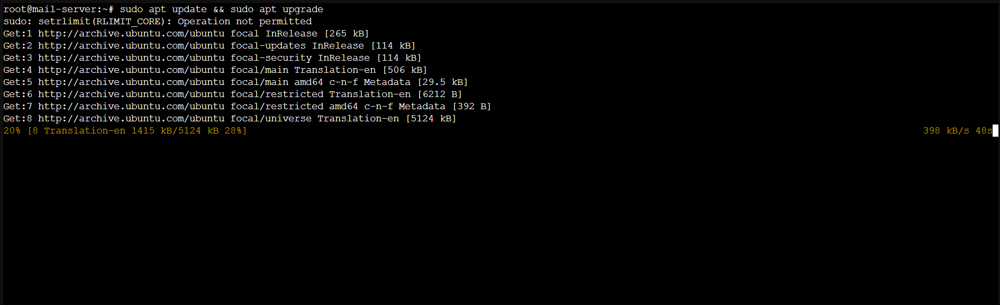 root@mail-server:~# sudo apt update && sudo apt upgrade
sudo: setrlimit(RLIMIT_CORE): Operation not permitted
Get:1 http://archive.ubuntu.com/ubuntu focal InRelease [265 kB]
Get:2 http://archive.ubuntu.com/ubuntu focal-updates InRelease [114 kB]
Get:3 http://archive.ubuntu.com/ubuntu focal-security InRelease [114 kB]
Get:4 http://archive.ubuntu.com/ubuntu focal/main Translation-en [506 kB]
Get:5 http://archive.ubuntu.com/ubuntu focal/main amd64 c-n-f Metadata [29.5 kB]
Get:6 http://archive.ubuntu.com/ubuntu focal/restricted Translation-en [6212 B]
Get:7 http://archive.ubuntu.com/ubuntu focal/restricted amd64 c-n-f Metadata [392 B]
Get:8 http://archive.ubuntu.com/ubuntu focal/universe Translation-en [5124 kB]
20% [8 Translation-en 1415 kB/5124 kB 28%] 398 kB/s 48s